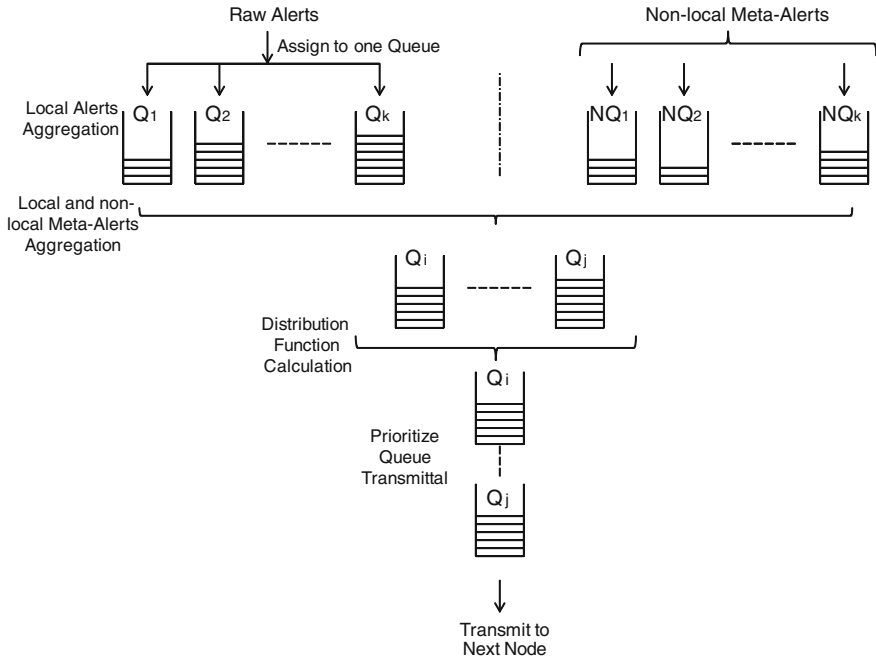 Raw Alerts
Non-local Meta-Alerts
Assign to one Queue
Local Alerts
Aggregation
Q1
Q2
Qk
NQ1
NQ2
NQk
Local and non-
local Meta-Alerts
Aggregation
Qi
Qj
Distribution
Function
Calculation
Qi
Prioritize
Queue
Transmittal
Qj
Transmit to
Next Node